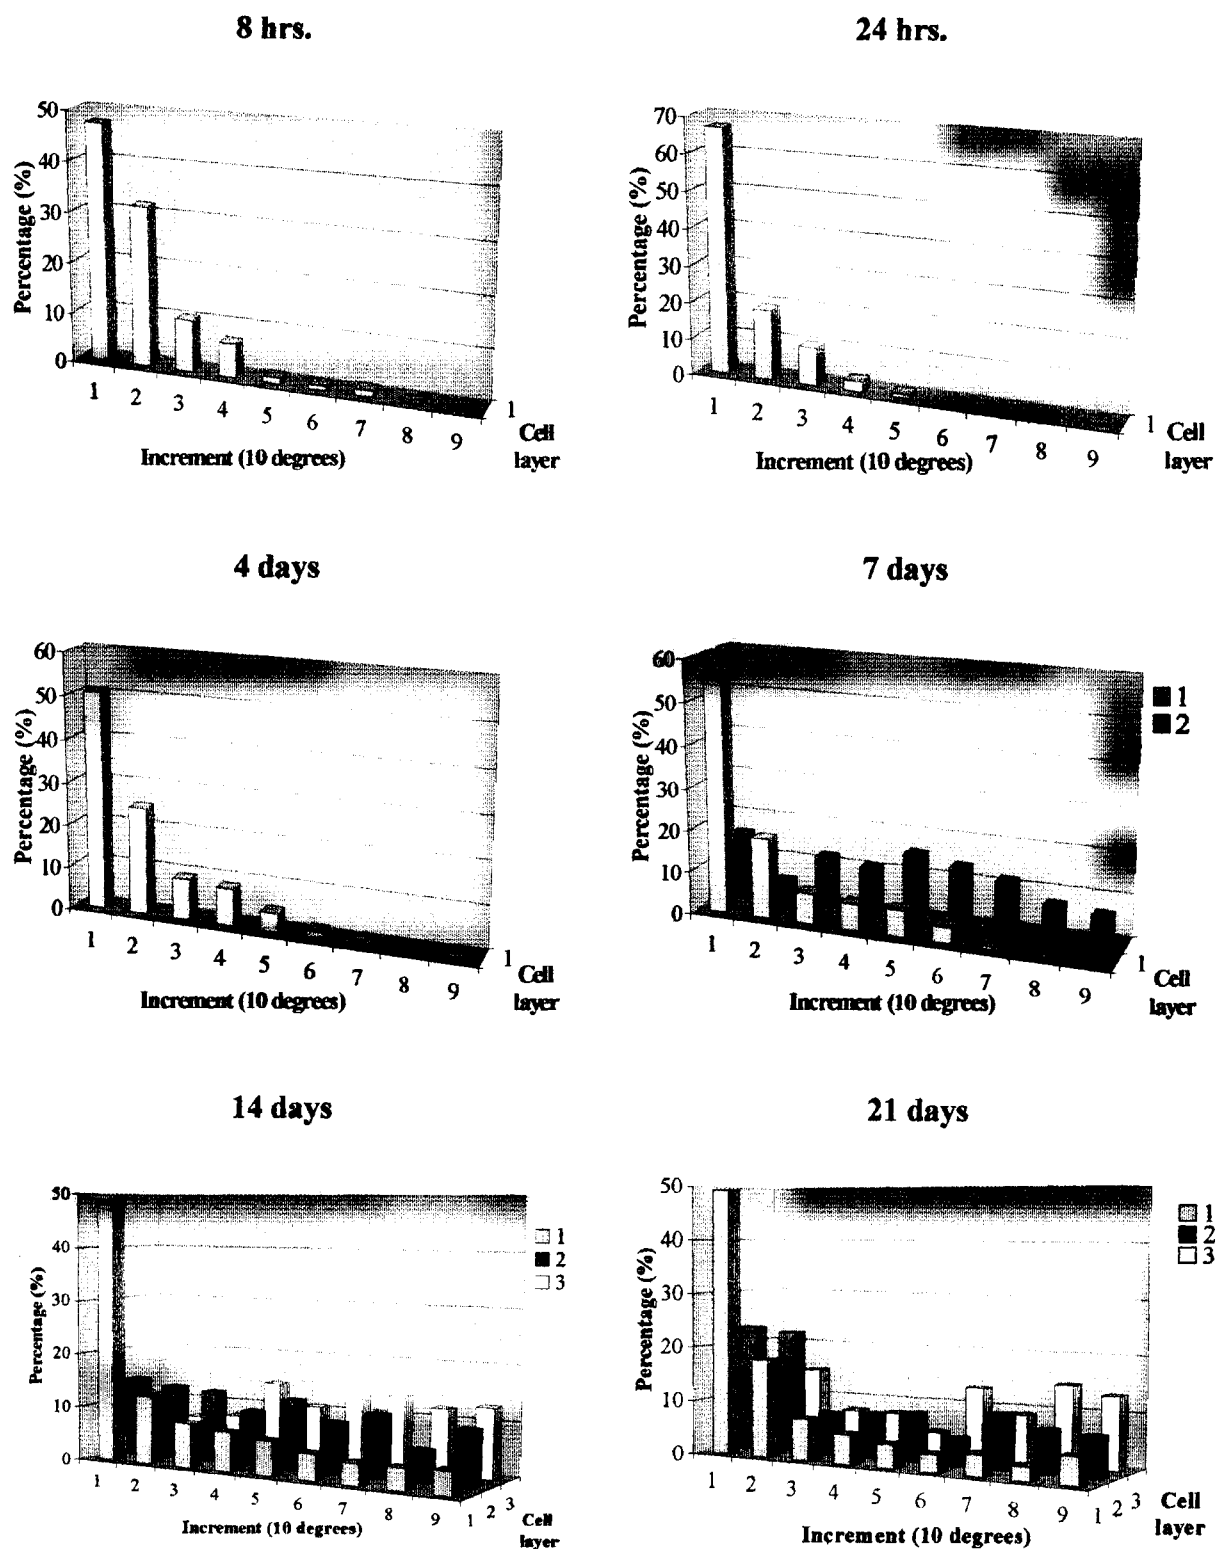 8 hrs.
50
40
30
20
10
0
Percentage (%)
1 2 3 4 5 6 7 8 9
1
Cell
layer
Increment (10 degrees)
24 hrs.
70
60
50
40
30
20
10
0
Percentage (%)
1 2 3 4 5 6 7 8 9
1
Cell
layer
Increment (10 degrees)
4 days
60
50
40
30
20
10
0
Percentage (%)
1 2 3 4 5 6 7 8 9
1
Cell
layer
Increment (10 degrees)
7 days
60
50
40
30
20
10
0
Percentage (%)
1
2
1 2 3 4 5 6 7 8 9
1
Cell
layer
Increment (10 degrees)
14 days
50
40
30
20
10
0
Percentage (%)
1
2
3
1 2 3 4 5 6 7 8 9
1 2 3
Cell
layer
Increment (10 degrees)
21 days
50
40
30
20
10
0
Percentage (%)
1
2
3
1 2 3 4 5 6 7 8 9
1 2 3
Cell
layer
Increment (10 degrees)